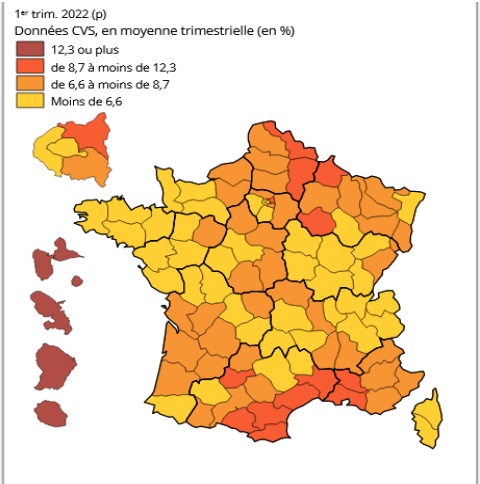 1er trim. 2022 (p)
Données CVS, en moyenne trimestrielle (en %)
12,3 ou plus
de 8,7 à moins de 12,3
de 6,6 à moins de 8,7
Moins de 6,6